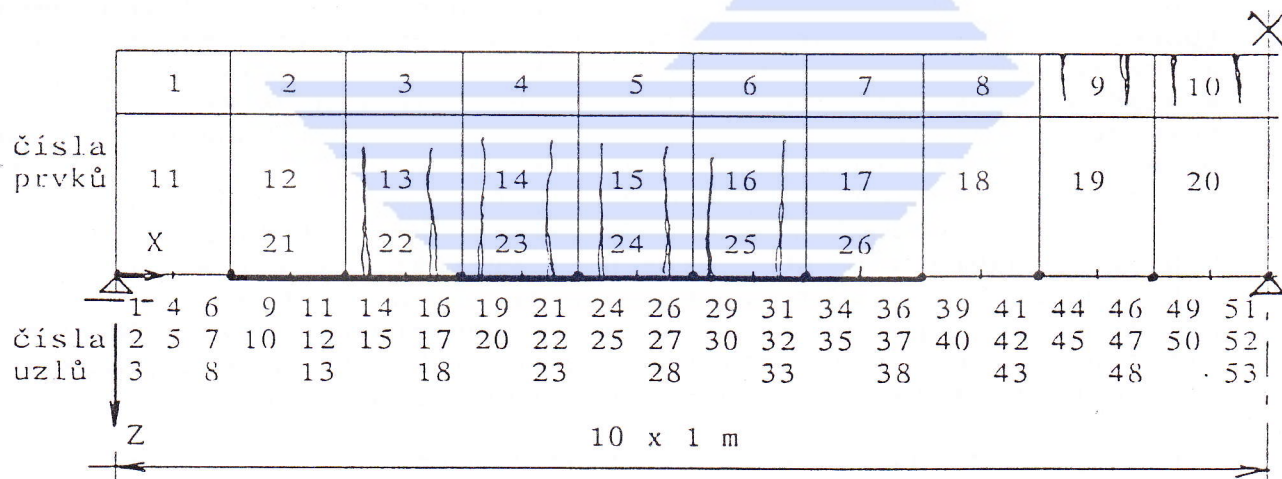 1 2 3 4 5 6 7 8 9 10
čísla
prvků 11 12 13 14 15 16 17 18 19 20
X 21 22 23 24 25 26
1 4 6 9 11 14 16 19 21 24 26 29 31 34 36 39 41 44 46 49 51
čísla 2 5 7 10 12 15 17 20 22 25 27 30 32 35 37 40 42 45 47 50 52
uzlů 3 8 13 18 23 28 33 38 43 48 53
Z 10 x 1 m